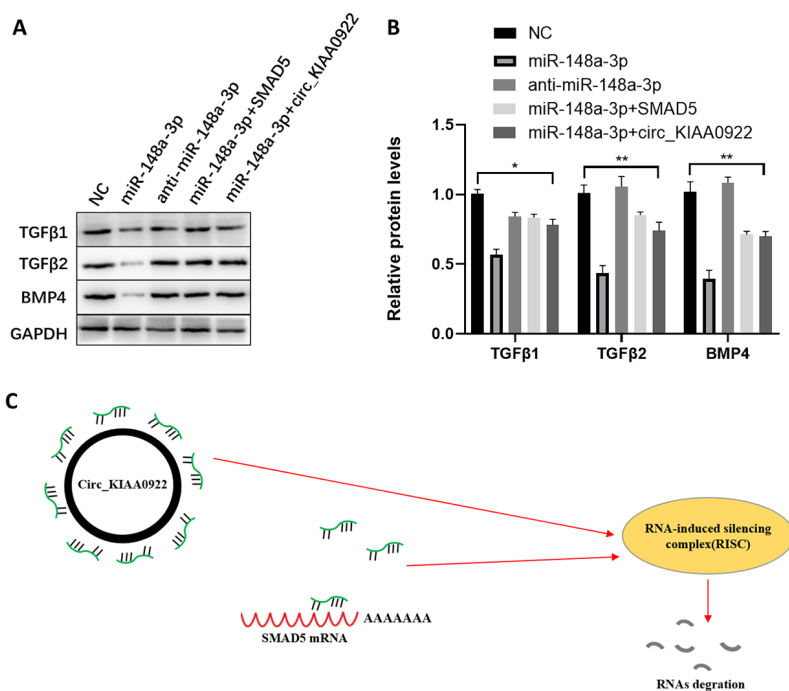 A
NC
miR-148a-3p
anti-miR-148a-3p
miR-148a-3p+SMAD5
miR-148a-3p+circ_KIAA0922
TGFβ1
TGFβ2
BMP4
GAPDH
B
NC
miR-148a-3p
anti-miR-148a-3p
miR-148a-3p+SMAD5
miR-148a-3p+circ_KIAA0922
Relative protein levels
1.5
1.0
0.5
0.0
*
**
**
TGFβ1
TGFβ2
BMP4
C
Circ_KIAA0922
RNA-induced silencing
complex(RISC)
AAAAAAA
SMAD5 mRNA
RNAs degration